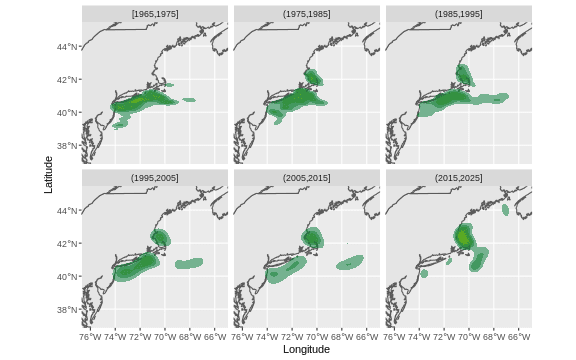 [1965,1975]
(1975,1985]
(1985,1995]
44°N
42°N
40°N
38°N
(1995,2005]
(2005,2015]
(2015,2025]
44°N
42°N
40°N
38°N
76°W 74°W 72°W 70°W 68°W 66°W
76°W 74°W 72°W 70°W 68°W 66°W
76°W 74°W 72°W 70°W 68°W 66°W
Latitude
Longitude